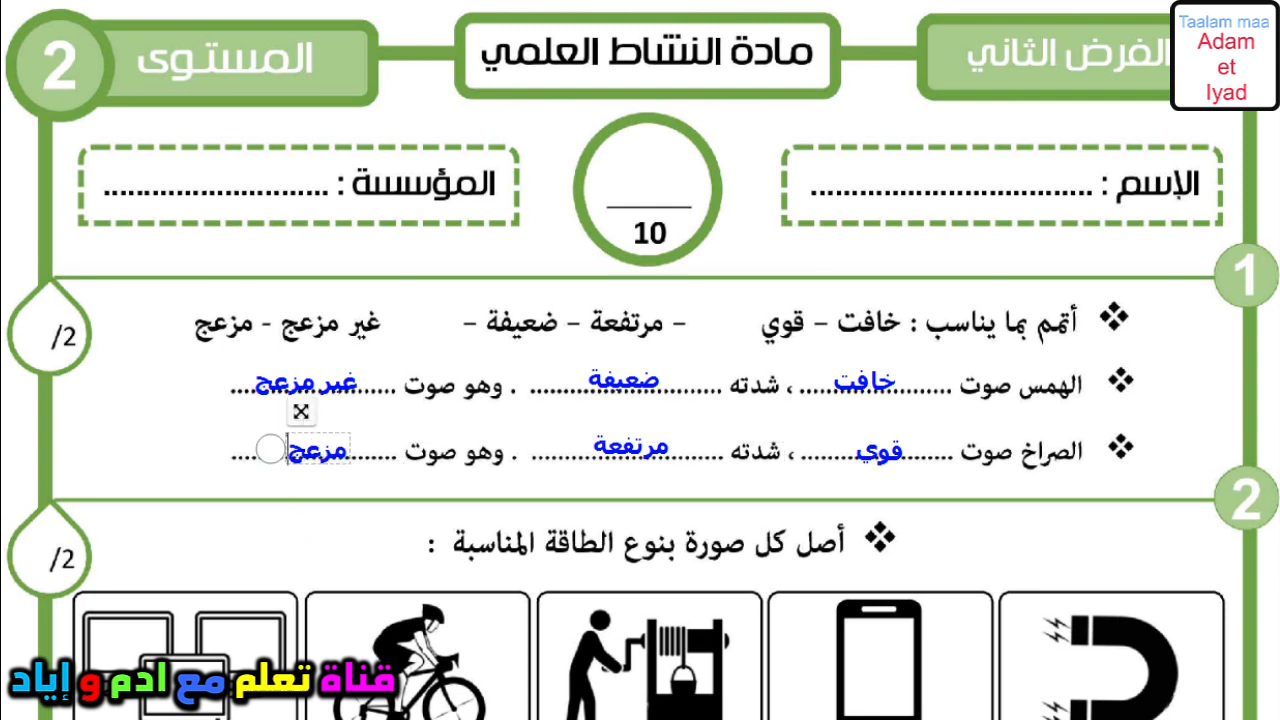 الفرض الثاني
مادة النشاط العلمي
المستوى 2
Taalam maa
Adam
et
Iyad
الإسم : ...................................
المؤسسة : ............................
10
1
/2
أتمم بما يناسب : خافت – قوي – مرتفعة – ضعيفة – غير مزعج - مزعج
الهمس صوت ........خافت........ ، شدته ........ضعيفة........ . وهو صوت ........غير مزعج........
الصراخ صوت ........قوي........ ، شدته ........مرتفعة........ . وهو صوت ........مزعج........
2
/2
أصل كل صورة بنوع الطاقة المناسبة :
قناة تعلم مع ادم و إياد